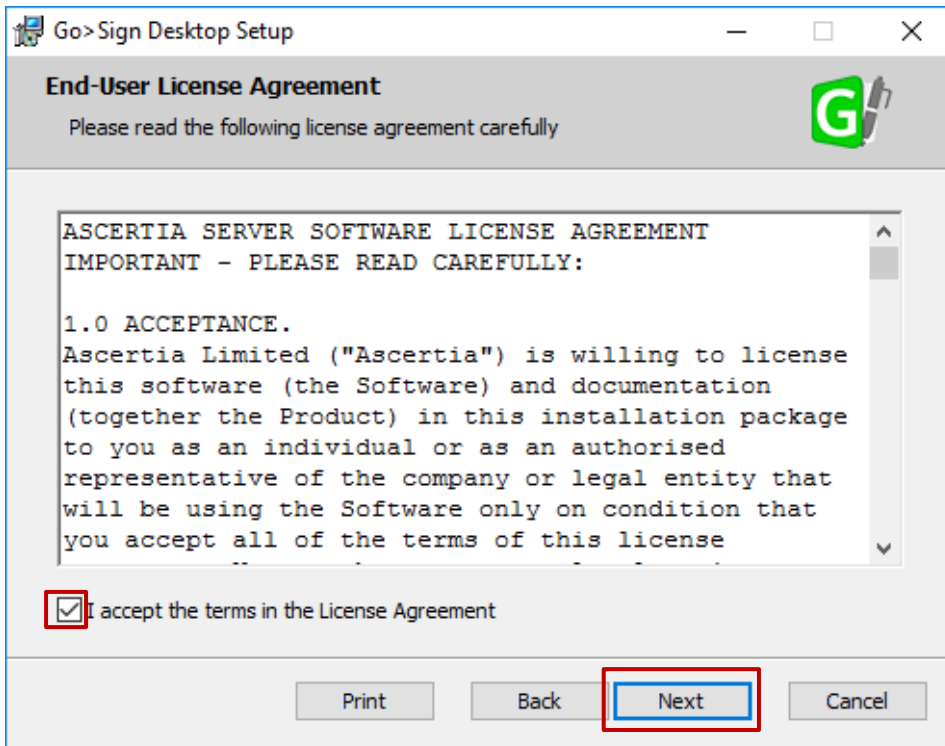 Go>Sign Desktop Setup
End-User License Agreement
Please read the following license agreement carefully
G
ASCERTIA SERVER SOFTWARE LICENSE AGREEMENT
IMPORTANT – PLEASE READ CAREFULLY:
1.0 ACCEPTANCE.
Ascertia Limited ("Ascertia") is willing to license
this software (the Software) and documentation
(together the Product) in this installation package
to you as an individual or as an authorised
representative of the company or legal entity that
will be using the Software only on condition that
you accept all of the terms of this license
I accept the terms in the License Agreement
Print Back Next Cancel